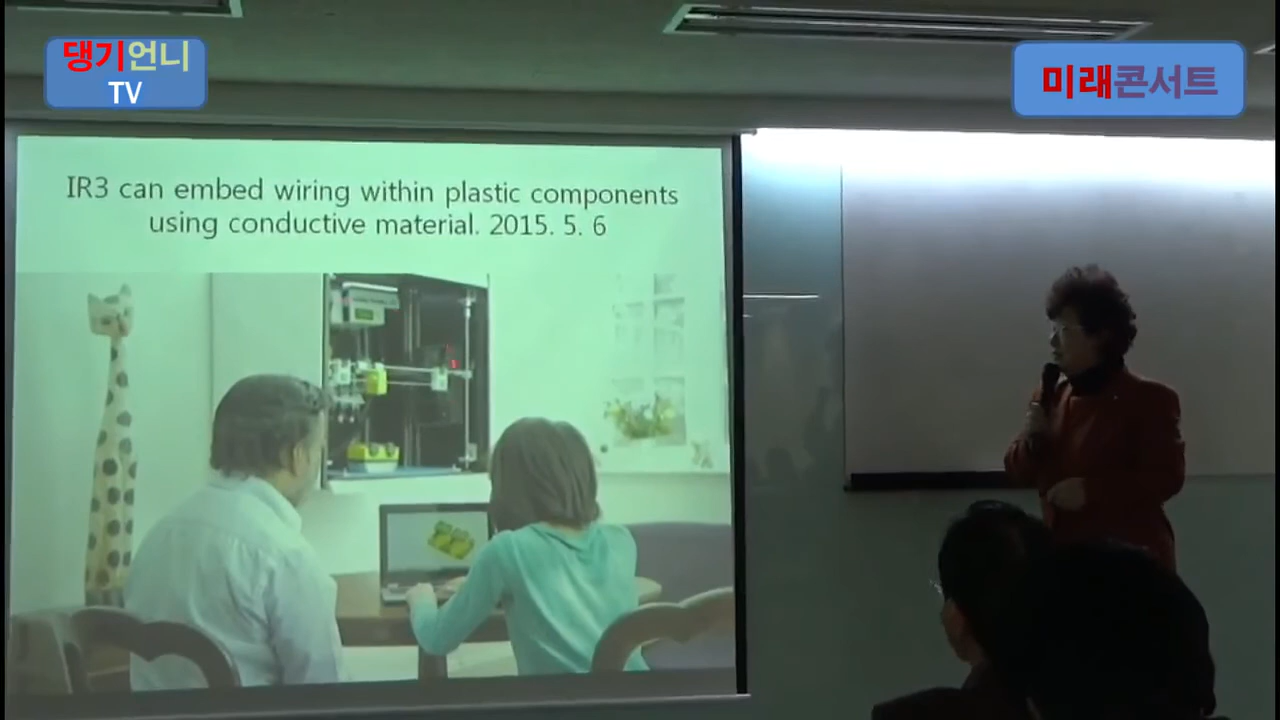 댕기언니
TV
미래콘서트
IR3 can embed wiring within plastic components
using conductive material. 2015. 5. 6